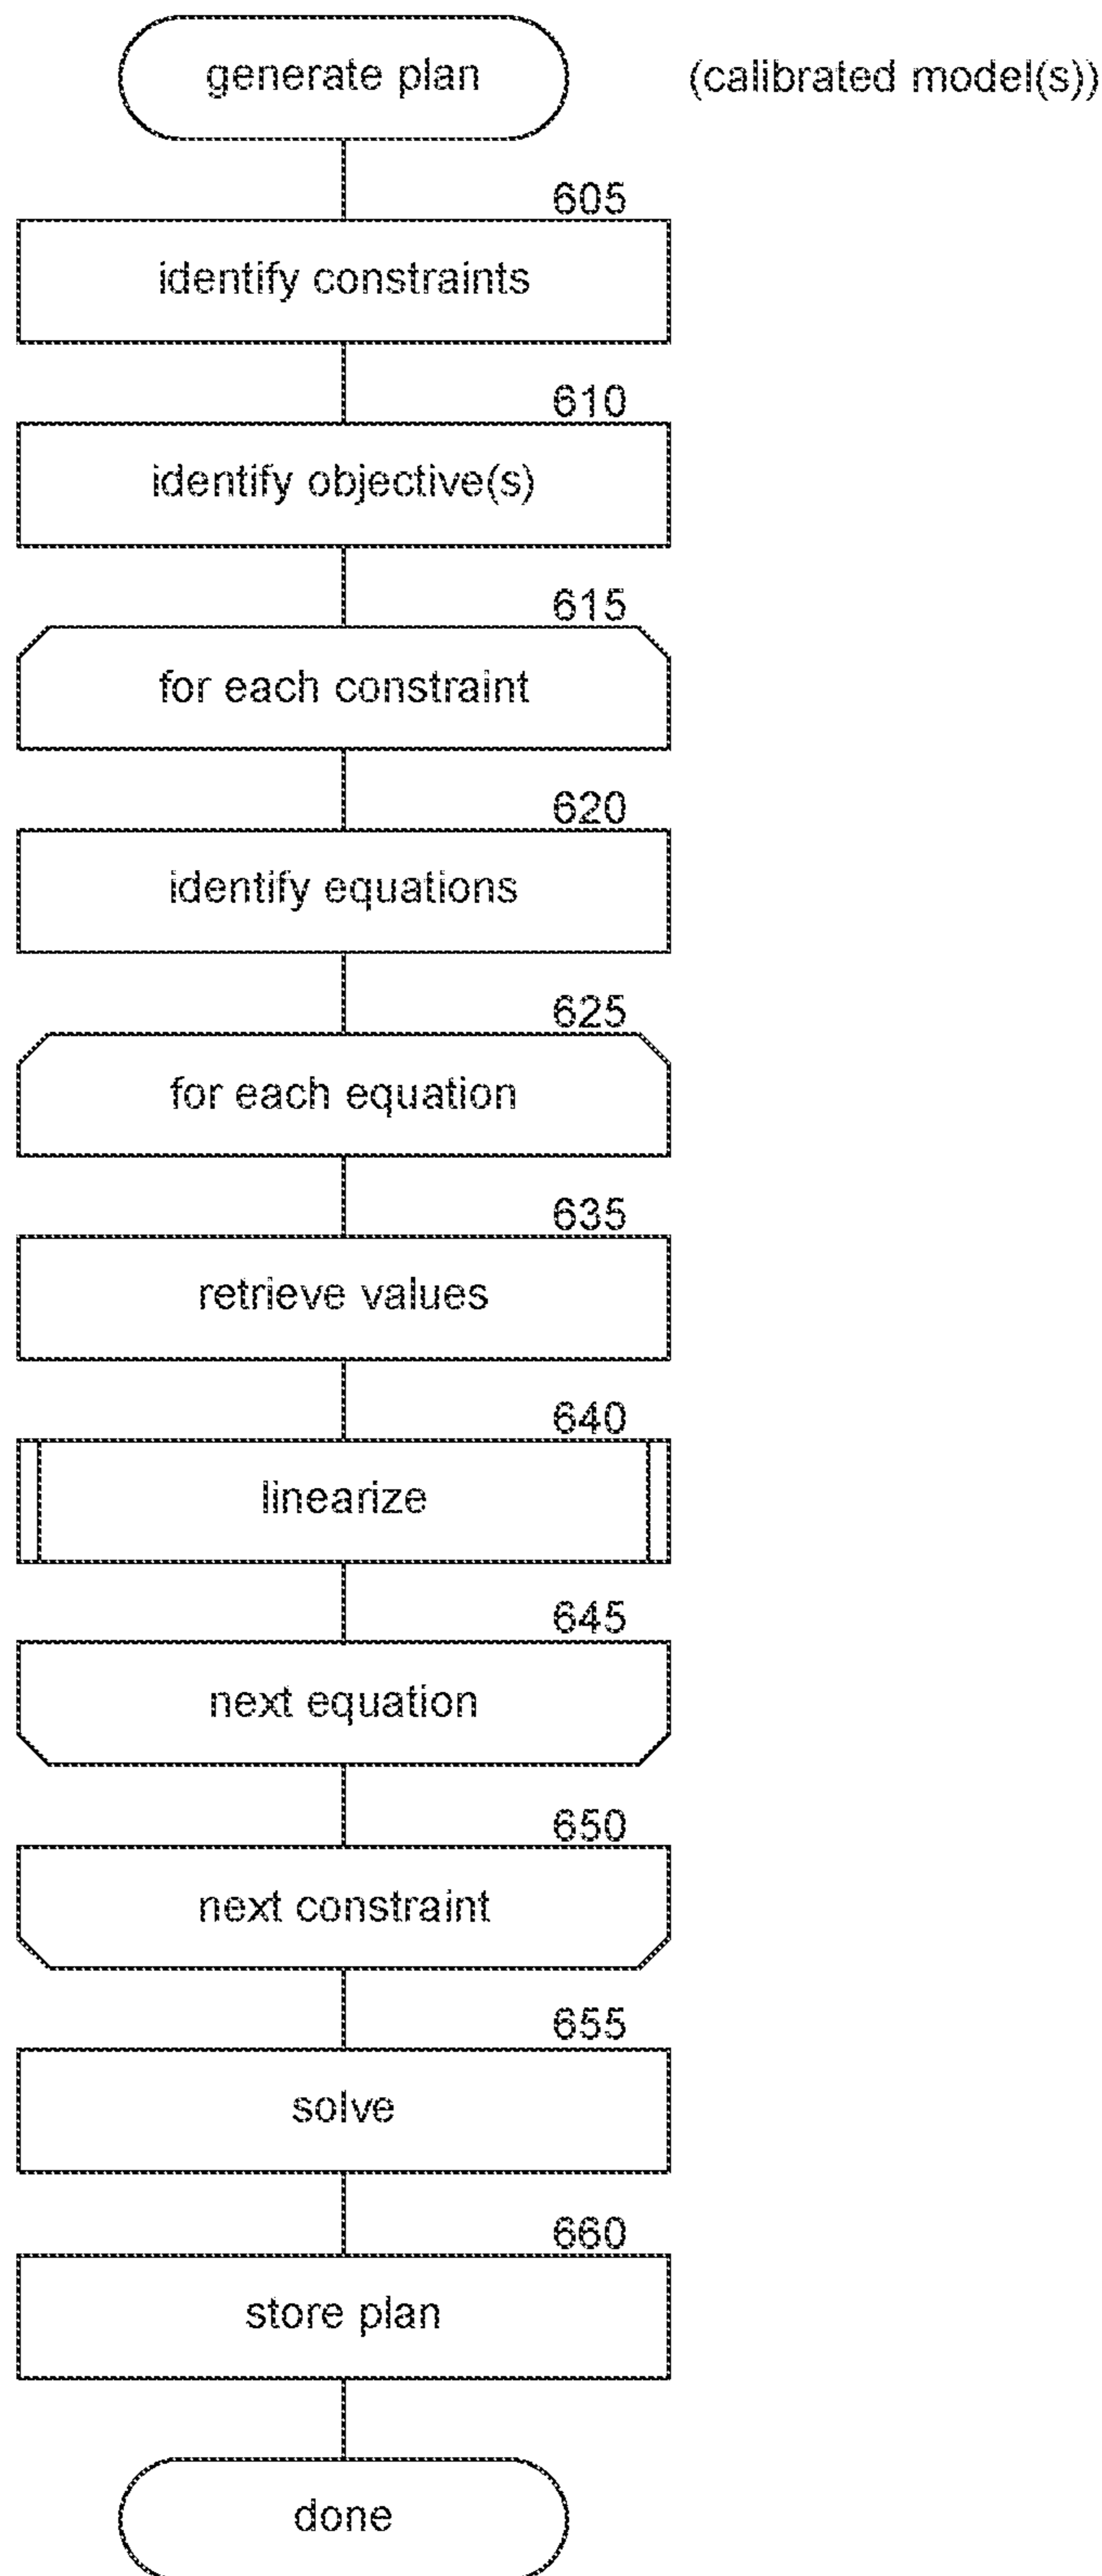 generate plan (calibrated model(s))
605
identify constraints
610
identify objective(s)
615
for each constraint
620
identify equations
625
for each equation
635
retrieve values
640
linearize
645
next equation
650
next constraint
655
solve
660
store plan
done